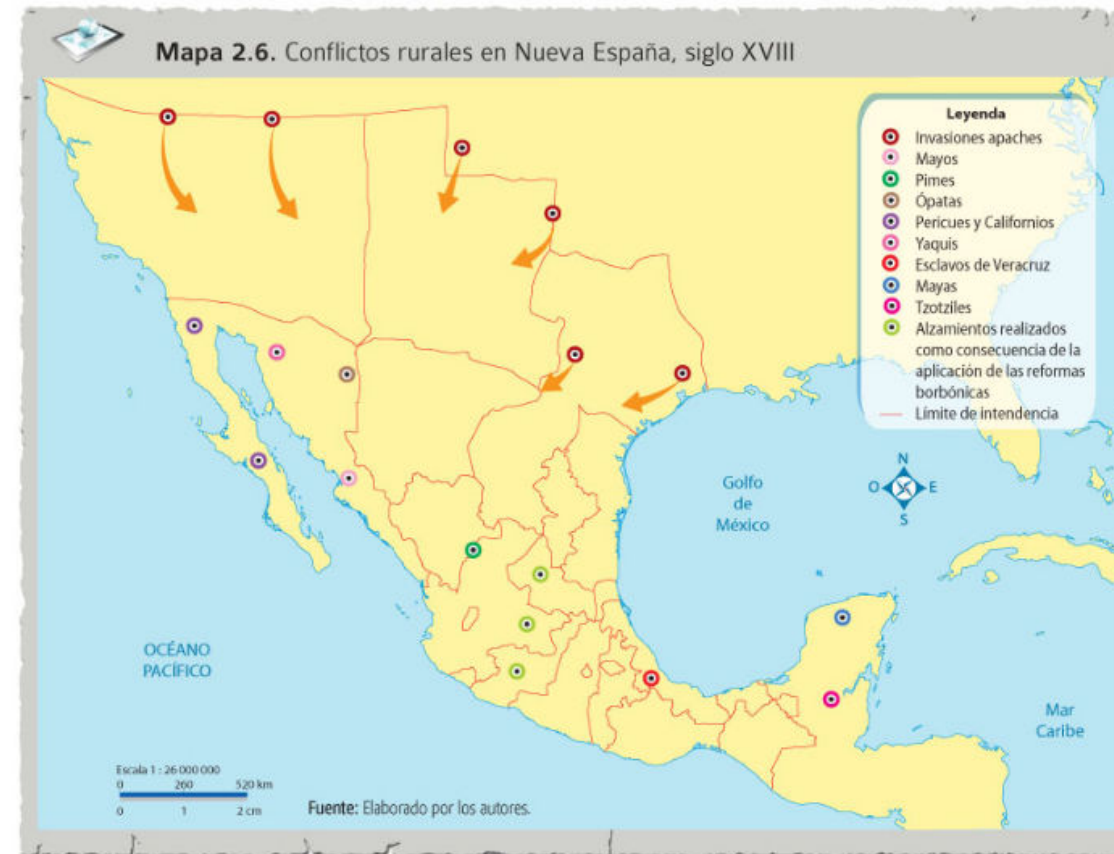 Mapa 2.6. Conflictos rurales en Nueva España, siglo XVIII
Leyenda
Invasiones apaches
Mayos
Pimes
Ópatas
Pericues y Californios
Yaquis
Esclavos de Veracruz
Mayas
Tzotziles
Alzamientos realizados
como consecuencia de la
aplicación de las reformas
borbónicas
Límite de intendencia
N
O
E
S
Golfo
de
México
OCÉANO
PACÍFICO
Mar
Caribe
Escala 1 : 26 000 000
0 260 520 km
0 1 2 cm
Fuente: Elaborado por los autores.